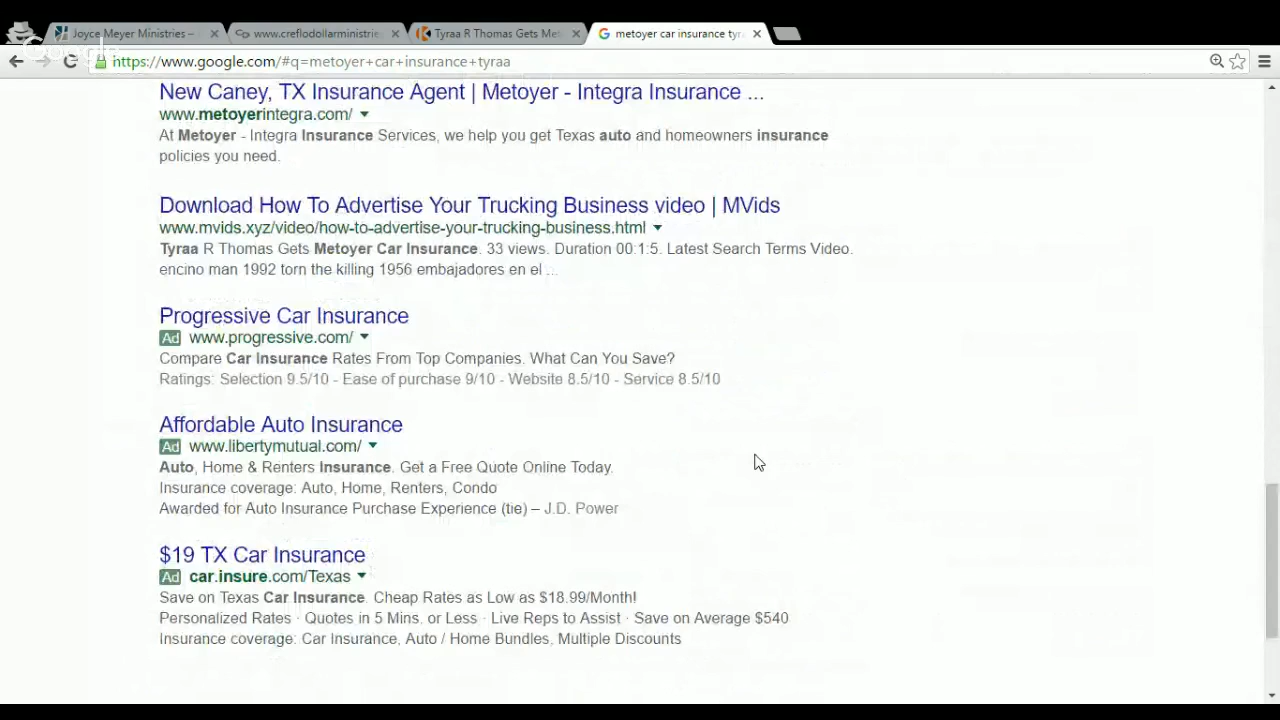 Joyce Meyer Ministries –
www.creflodollarministrie
Tyraa R Thomas Gets Met
metoyer car insurance tyr
Google
https://www.google.com/#q=metoyer+car+insurance+tyraa
New Caney, TX Insurance Agent | Metoyer - Integra Insurance ...
www.metoyerintegra.com/
At Metoyer - Integra Insurance Services, we help you get Texas auto and homeowners insurance
policies you need.
Download How To Advertise Your Trucking Business video | MVids
www.mvids.xyz/video/how-to-advertise-your-trucking-business.html
Tyraa R Thomas Gets Metoyer Car Insurance. 33 views. Duration 00:1:5. Latest Search Terms Video.
encino man 1992 torn the killing 1956 embajadores en el ...
Progressive Car Insurance
Ad www.progressive.com/
Compare Car Insurance Rates From Top Companies. What Can You Save?
Ratings: Selection 9.5/10 - Ease of purchase 9/10 - Website 8.5/10 - Service 8.5/10
Affordable Auto Insurance
Ad www.libertymutual.com/
Auto, Home & Renters Insurance. Get a Free Quote Online Today.
Insurance coverage: Auto, Home, Renters, Condo
Awarded for Auto Insurance Purchase Experience (tie) – J.D. Power
$19 TX Car Insurance
Ad car.insure.com/Texas
Save on Texas Car Insurance. Cheap Rates as Low as $18.99/Month!
Personalized Rates · Quotes in 5 Mins. or Less · Live Reps to Assist · Save on Average $540
Insurance coverage: Car Insurance, Auto / Home Bundles, Multiple Discounts